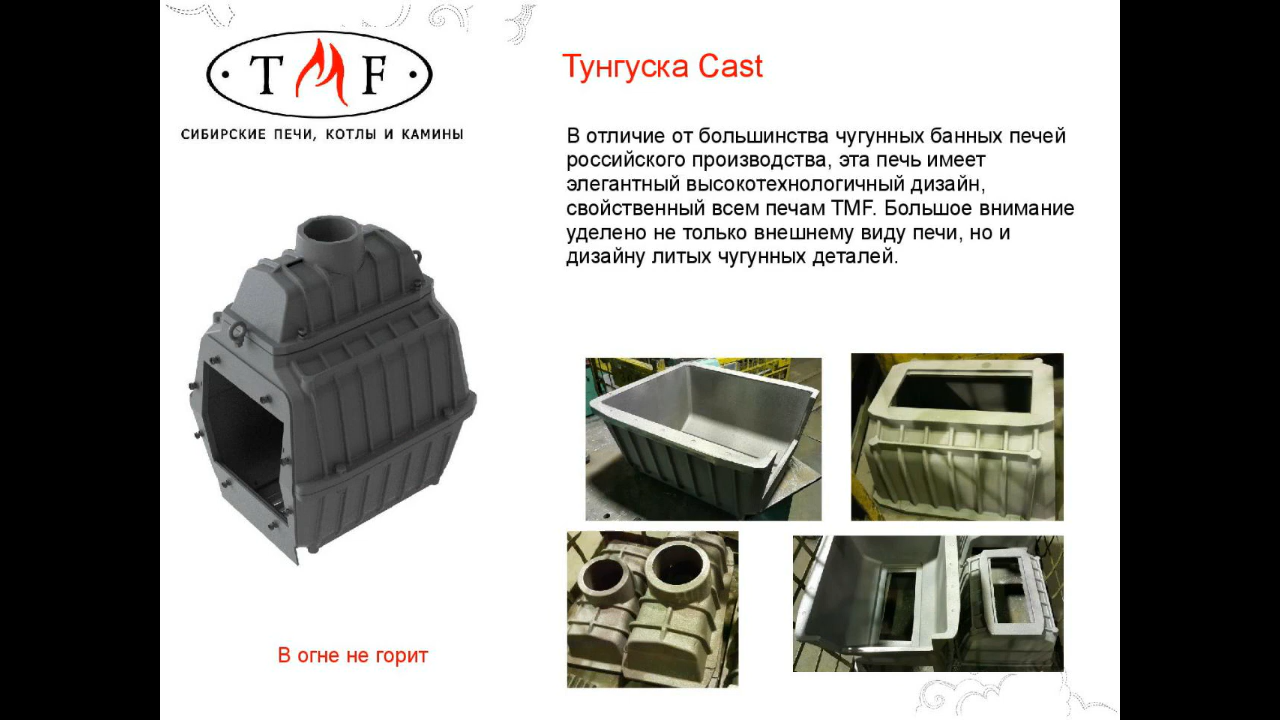 · T M F ·
СИБИРСКИЕ ПЕЧИ, КОТЛЫ И КАМИНЫ
Тунгуска Cast
В отличие от большинства чугунных банных печей
российского производства, эта печь имеет
элегантный высокотехнологичный дизайн,
свойственный всем печам TMF. Большое внимание
уделено не только внешнему виду печи, но и
дизайну литых чугунных деталей.
В огне не горит